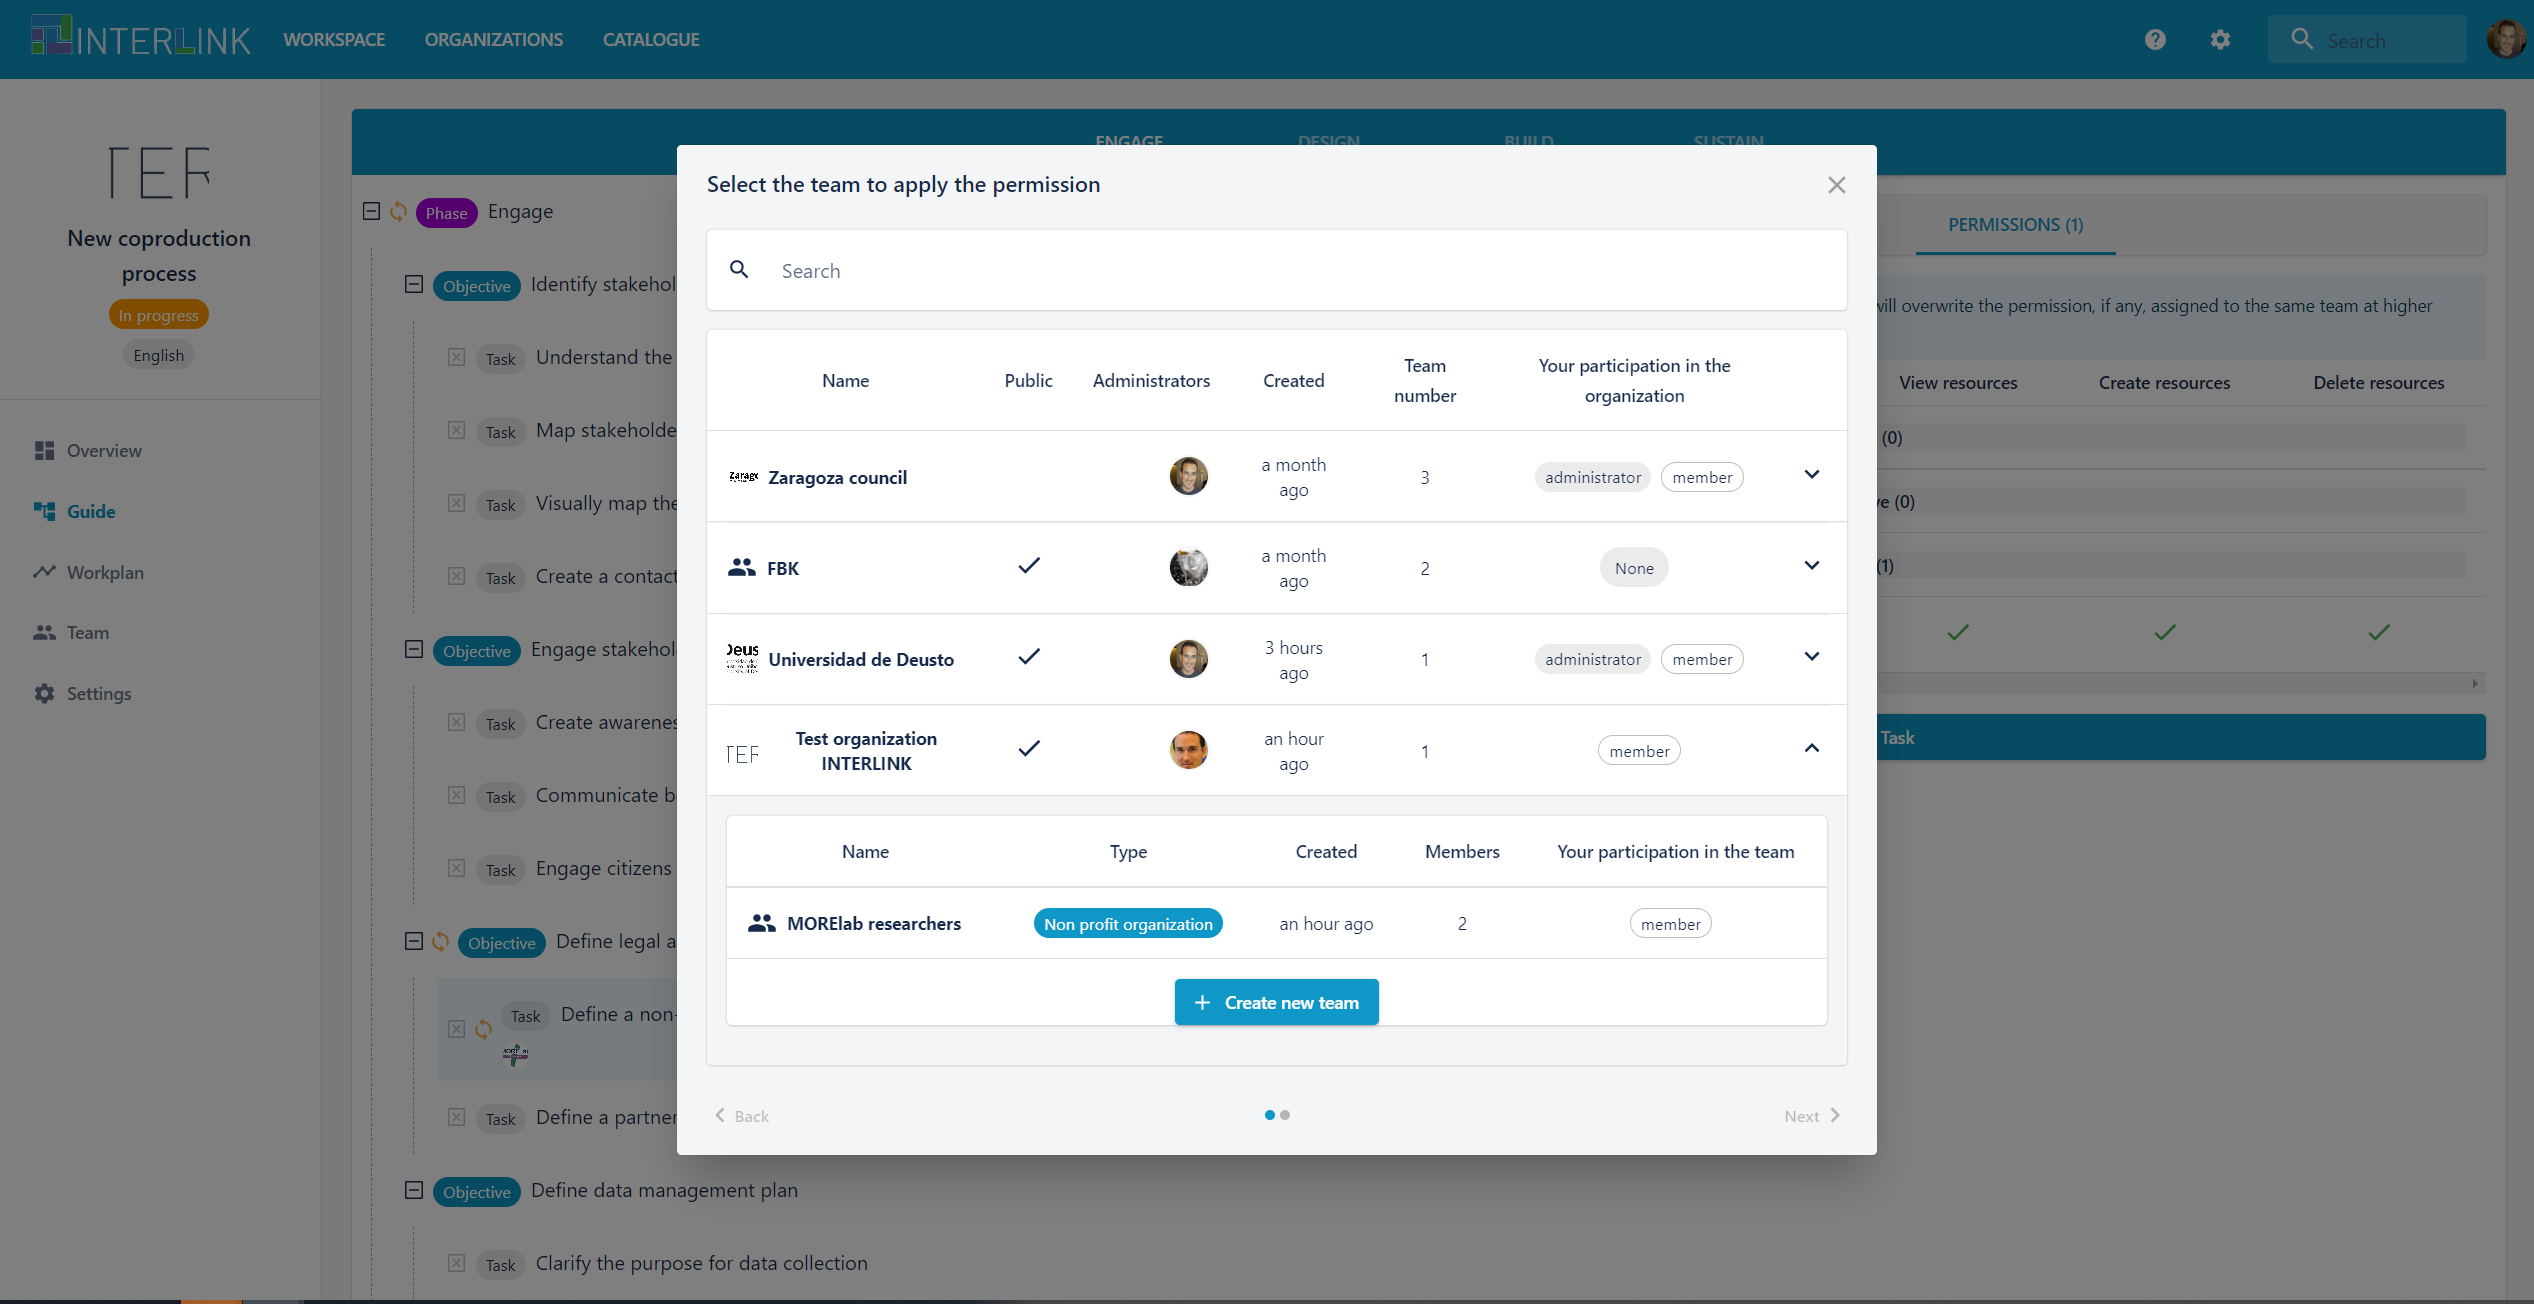 INTERLINK WORKSPACE ORGANIZATIONS CATALOGUE Search
TER
New coproduction
process
In progress
English
Overview
Guide
Workplan
Team
Settings
ENGAGE DESIGN BUILD SUSTAIN
Phase Engage
Objective Identify stakehol
Task Understand the
Task Map stakeholde
Task Visually map the
Task Create a contact
Objective Engage stakehol
Task Create awarenes
Task Communicate b
Task Engage citizens
Objective Define legal a
Task Define a non-
Task Define a partner
Objective Define data management plan
Task Clarify the purpose for data collection
Select the team to apply the permission
Search
Name Public Administrators Created Team number Your participation in the organization
Zaragoza council a month ago 3 administrator member
FBK a month ago 2 None
Deus Universidad de Deusto 3 hours ago 1 administrator member
TER Test organization INTERLINK an hour ago 1 member
Name Type Created Members Your participation in the team
MORElab researchers Non profit organization an hour ago 2 member
+ Create new team
Back Next
PERMISSIONS (1)
will overwrite the permission, if any, assigned to the same team at higher
View resources Create resources Delete resources
(0)
ve (0)
(1)
Task